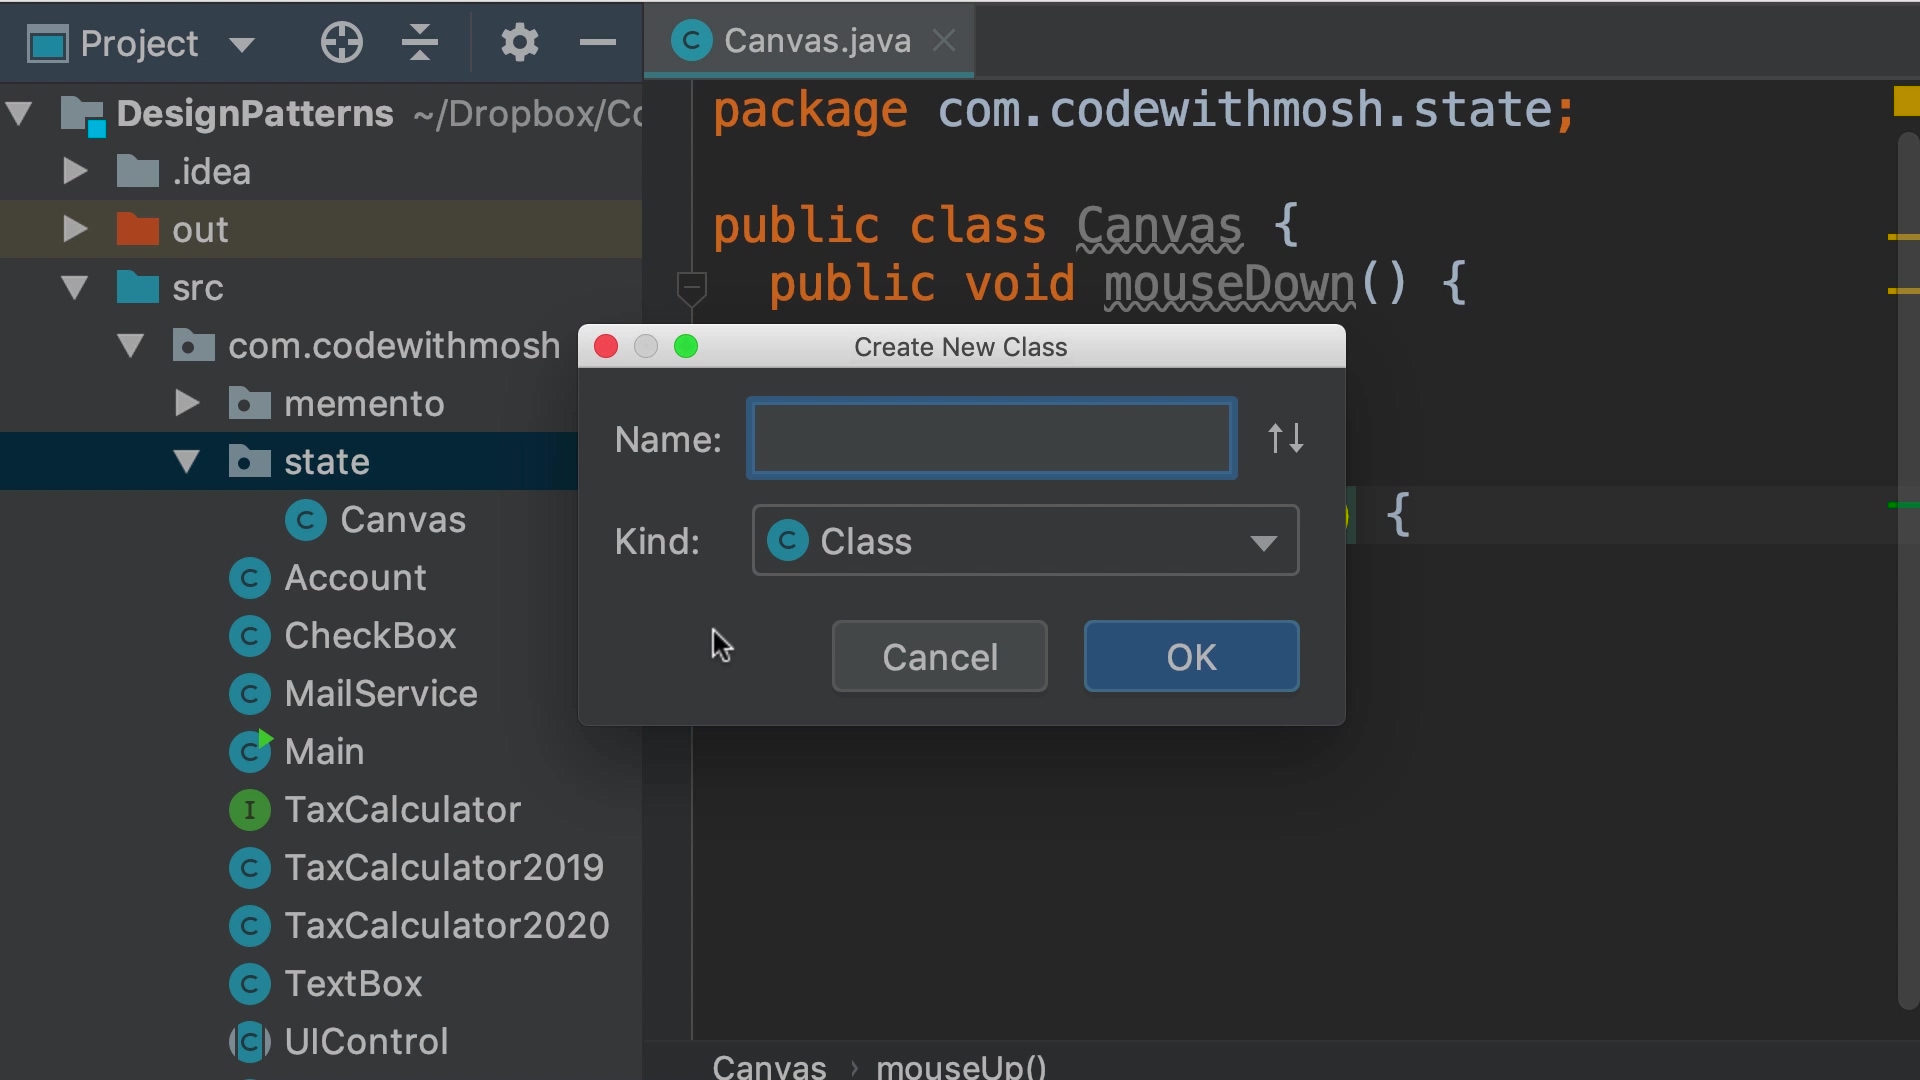 Project
Canvas.java
DesignPatterns ~/Dropbox/Co
.idea
out
src
com.codewithmosh
memento
state
Canvas
Account
CheckBox
MailService
Main
TaxCalculator
TaxCalculator2019
TaxCalculator2020
TextBox
UIControl
package com.codewithmosh.state;
public class Canvas {
public void mouseDown() {
{
Create New Class
Name:
Kind: Class
Cancel OK
Canvas › mouseUp()